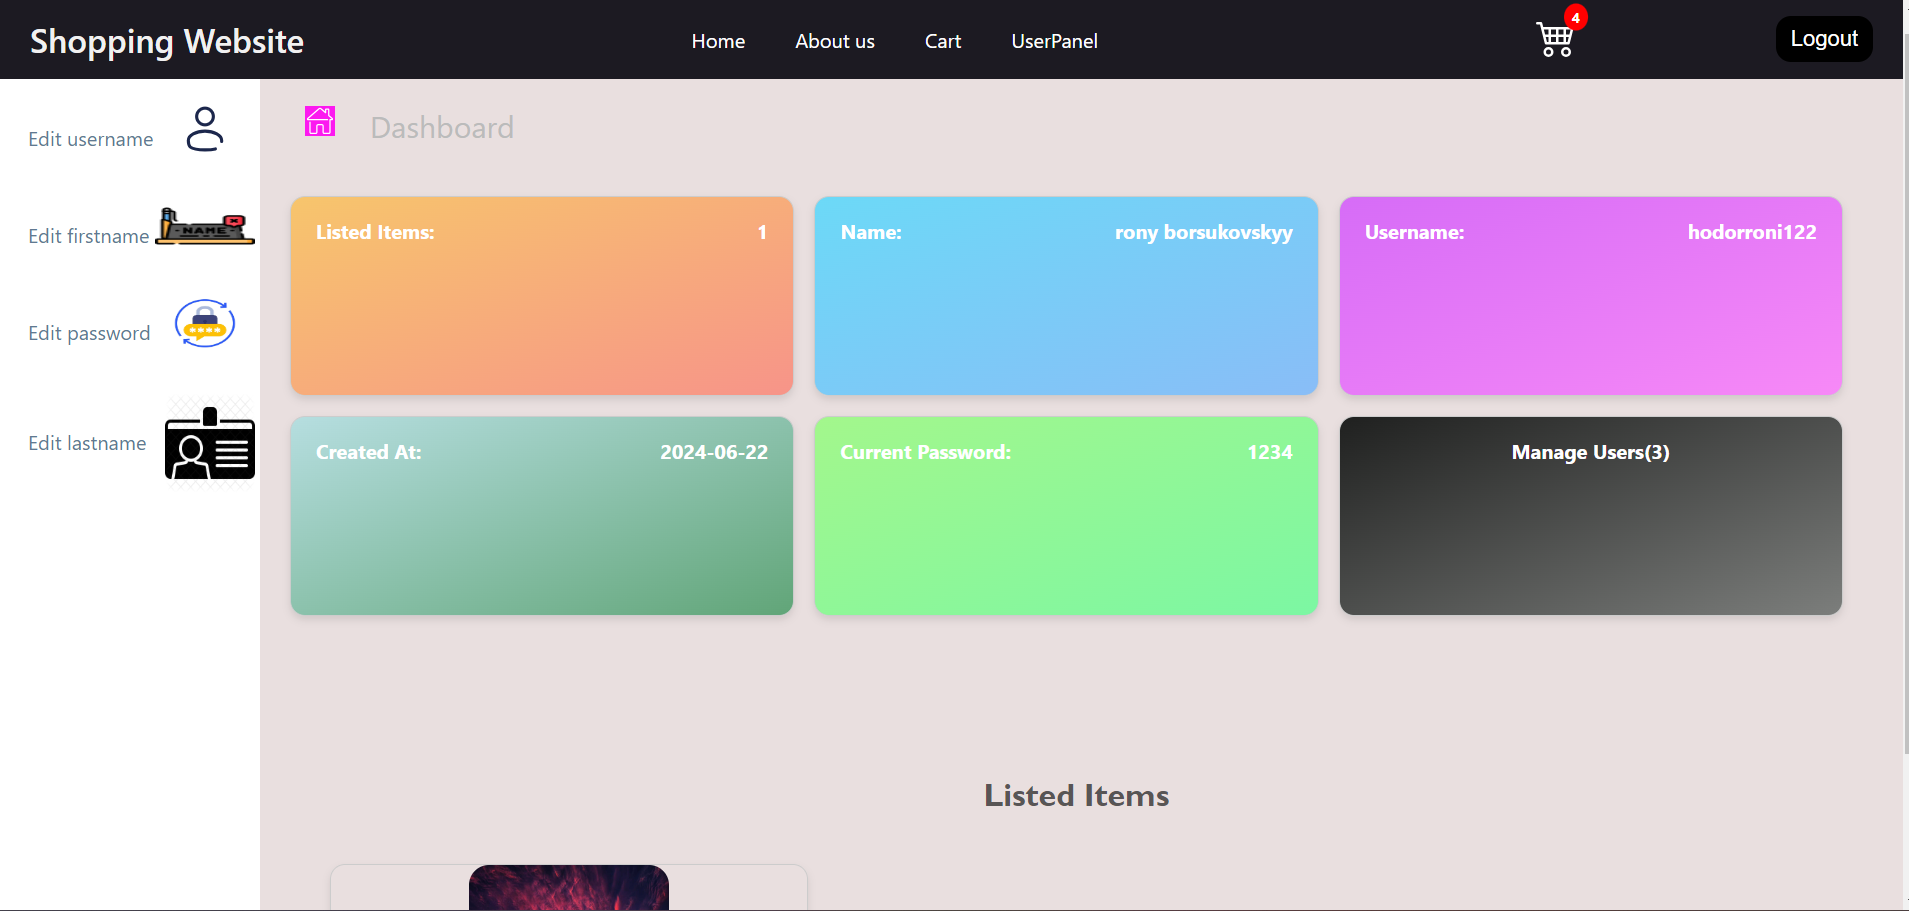 Shopping Website
Home About us Cart UserPanel
4
Logout
Edit username
Edit firstname
NAME
Edit password
****
Edit lastname
Dashboard
Listed Items: 1
Name: rony borsukovskyy
Username: hodorroni122
Created At: 2024-06-22
Current Password: 1234
Manage Users(3)
Listed Items